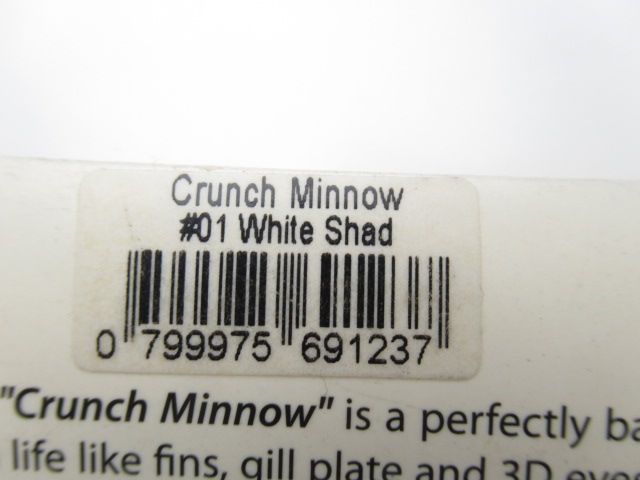 Crunch Minnow
#01 White Shad
0 799975 691237
"Crunch Minnow" is a perfectly
life like fins, gill plate and 3D eyes